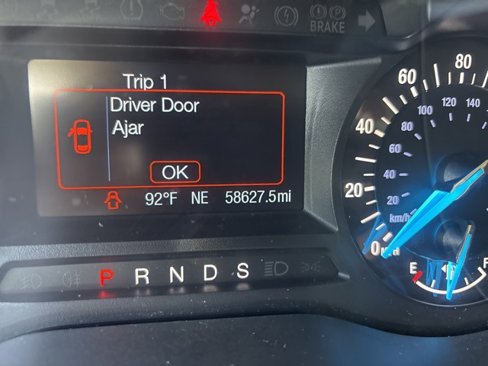 BRAKE
Trip 1
Driver Door
Ajar
OK
92°F NE 58627.5mi
P R N D S
0 20 40 60 80
20 40 60 80 100 120 140
km/h
E F